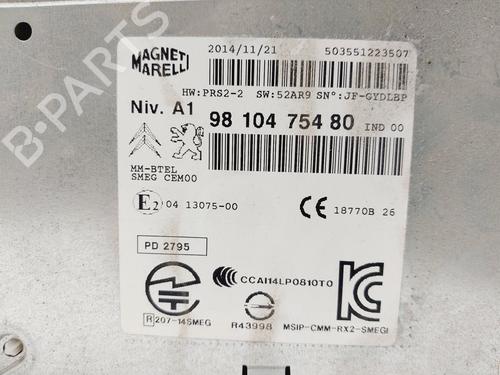 B-PARTS
MAGNETI
MARELLI
2014/11/21
503551223507
HW:PRS2-2 SW:52AR9 SN°:JF-GYDLBP
Niv. A1
98 104 754 80 IND 00
MM-BTEL
SMEG CEM00
E2 04 13075-00
CE 18770B 26
PD 2795
CCAI14LP0810T0
R 207-14SMEG
R43998
MSIP-CMM-RX2-SMEGI